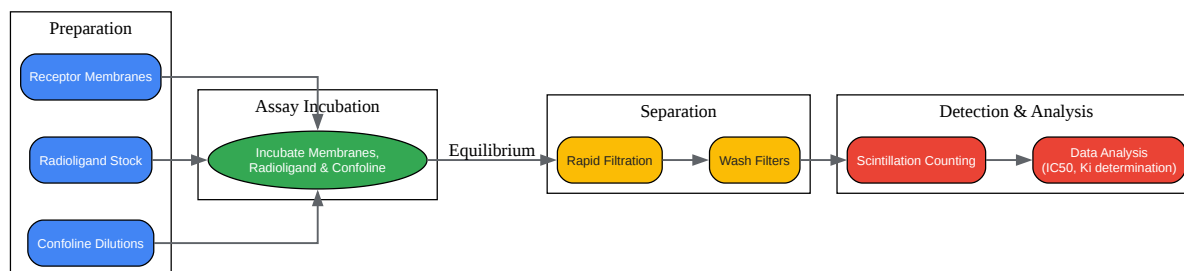 Preparation
Receptor Membranes
Radioligand Stock
Confoline Dilutions
Assay Incubation
Incubate Membranes,
Radioligand & Confoline
Equilibrium
Separation
Rapid Filtration
Wash Filters
Detection & Analysis
Scintillation Counting
Data Analysis
(IC50, Ki determination)